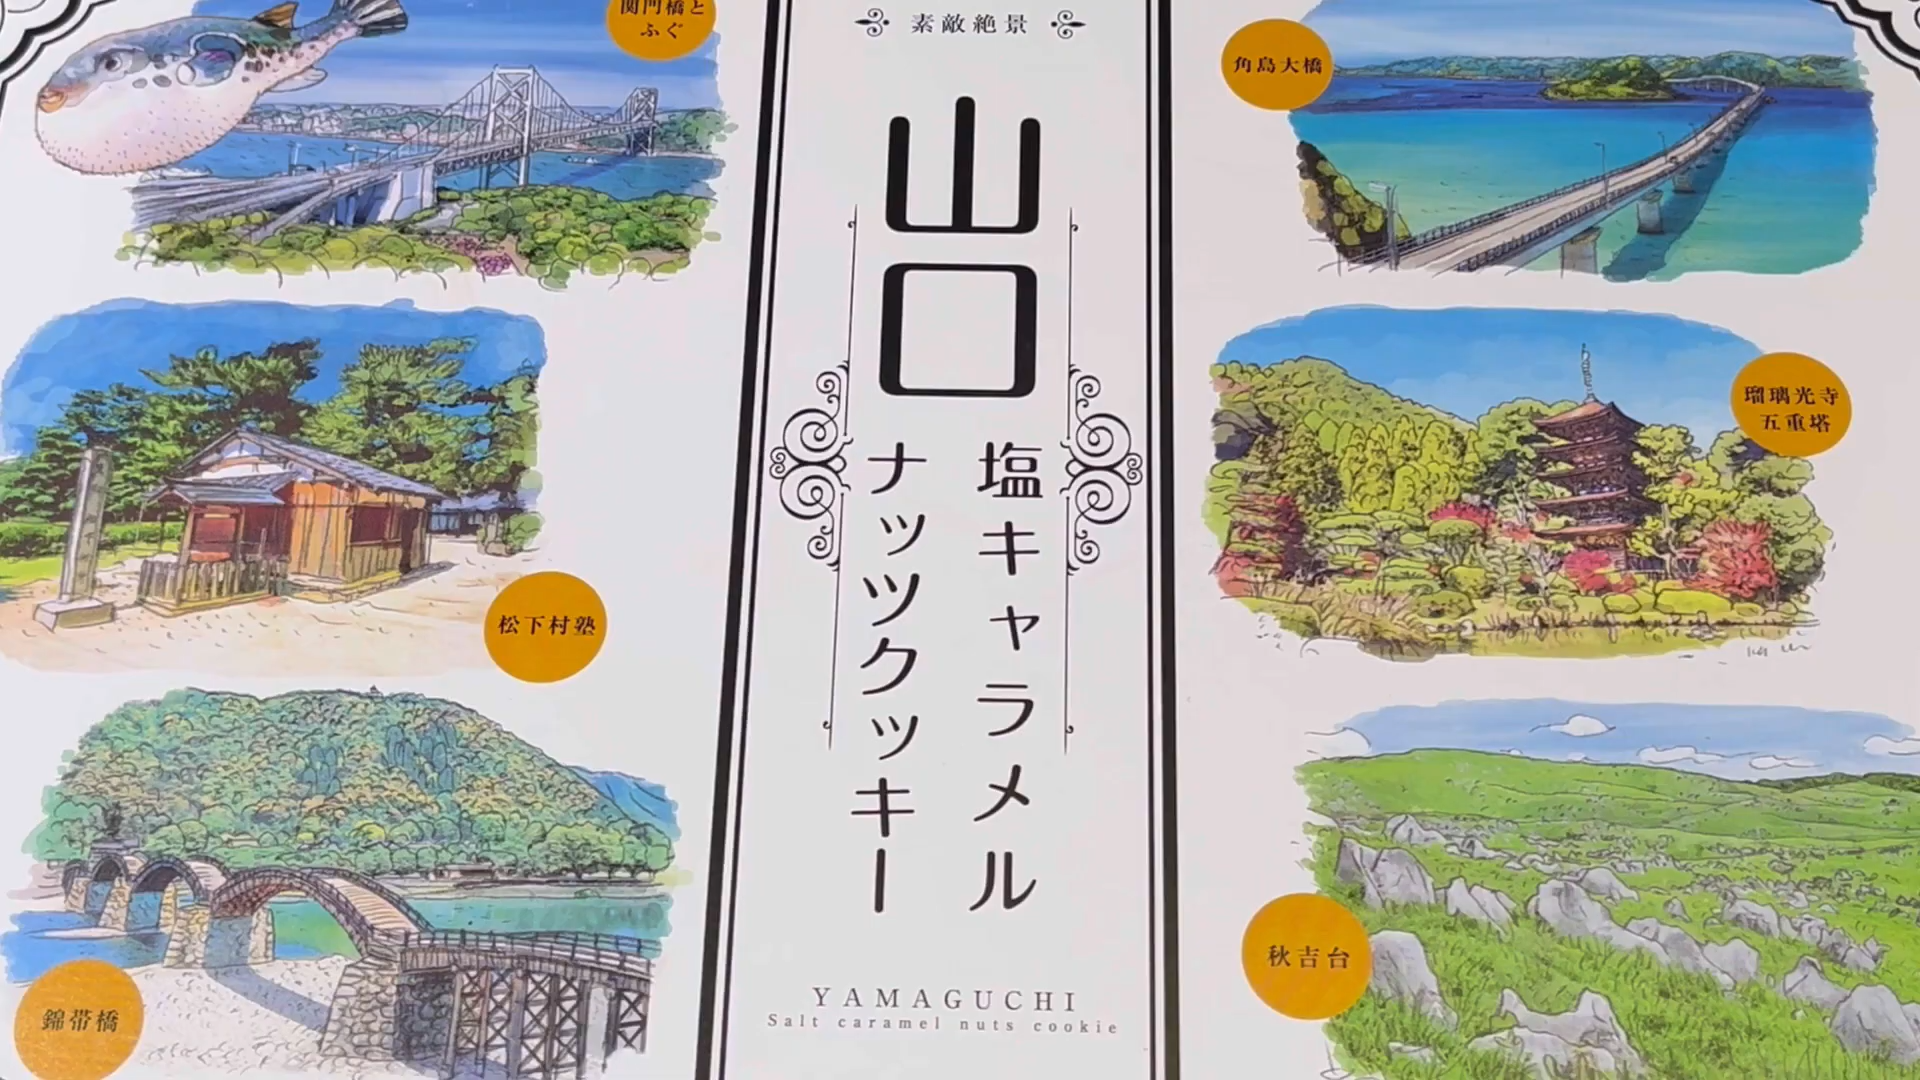 関門橋と
ふぐ
松下村塾
錦帯橋
素敵絶景
山口
塩キャラメル
ナッツクッキー
YAMAGUCHI
Salt caramel nuts cookie
角島大橋
瑠璃光寺
五重塔
秋吉台